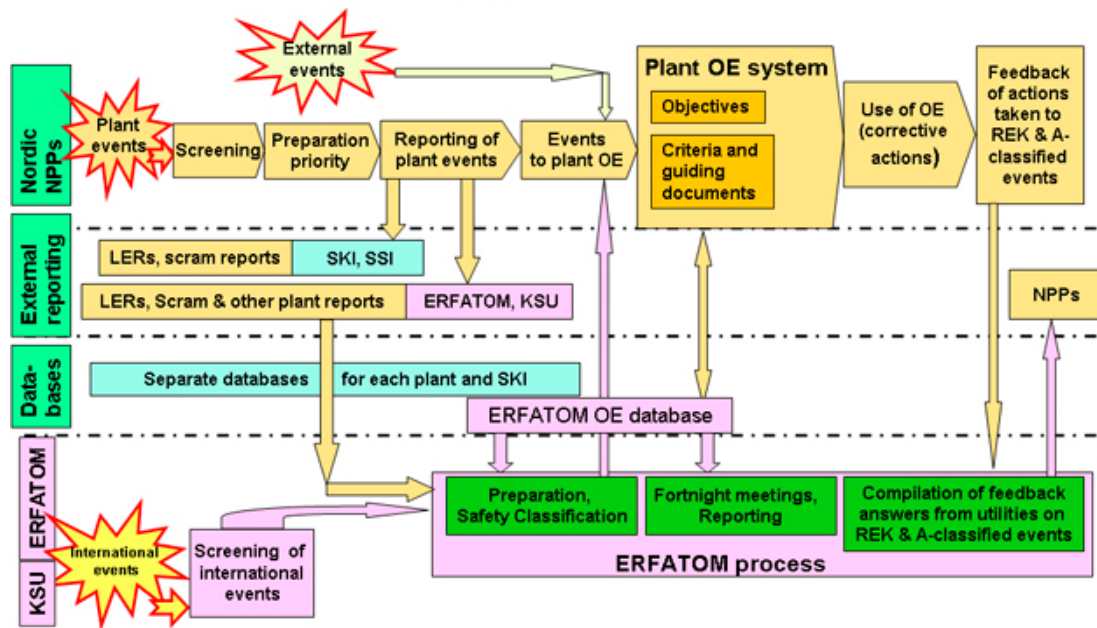 External
events
Plant OE system
Objectives
Criteria and
guiding
documents
Feedback
of actions
taken to
REK & A-
classified
events
Nordic
NPPs
Plant
events
Screening
Preparation
priority
Reporting of
plant events
Events
to plant OE
Use of OE
(corrective
actions)
External
reporting
LERs, scram reports
SKI, SSI
LERs, Scram & other plant reports
ERFATOM, KSU
NPPs
Data-
bases
Separate databases for each plant and SKI
ERFATOM OE database
ERFATOM
KSU
International
events
Screening of
international
events
Preparation,
Safety Classification
Fortnight meetings,
Reporting
Compilation of feedback
answers from utilities on
REK & A-classified events
ERFATOM process